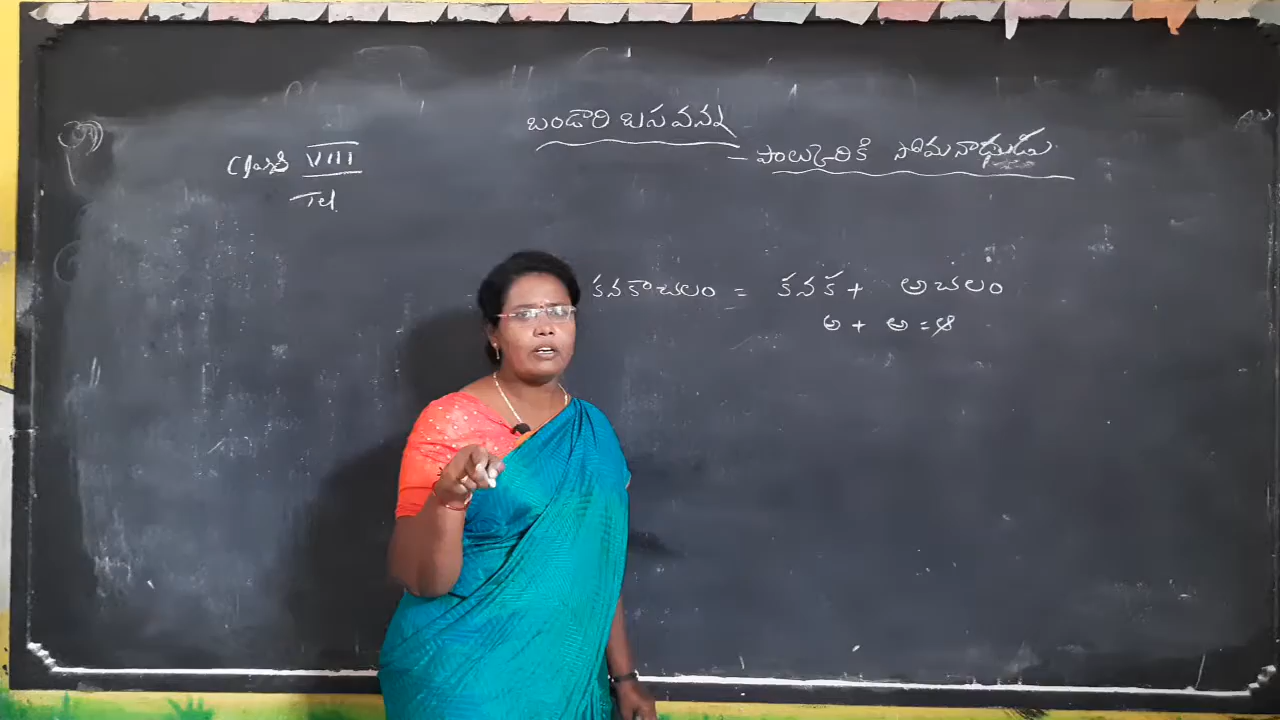 బండారి బసవన్న
Class VIII
- పాల్కురికి సోమనాథుడు
Tel
కనకాచలం = కనక + అచలం
అ + అ = ఆ